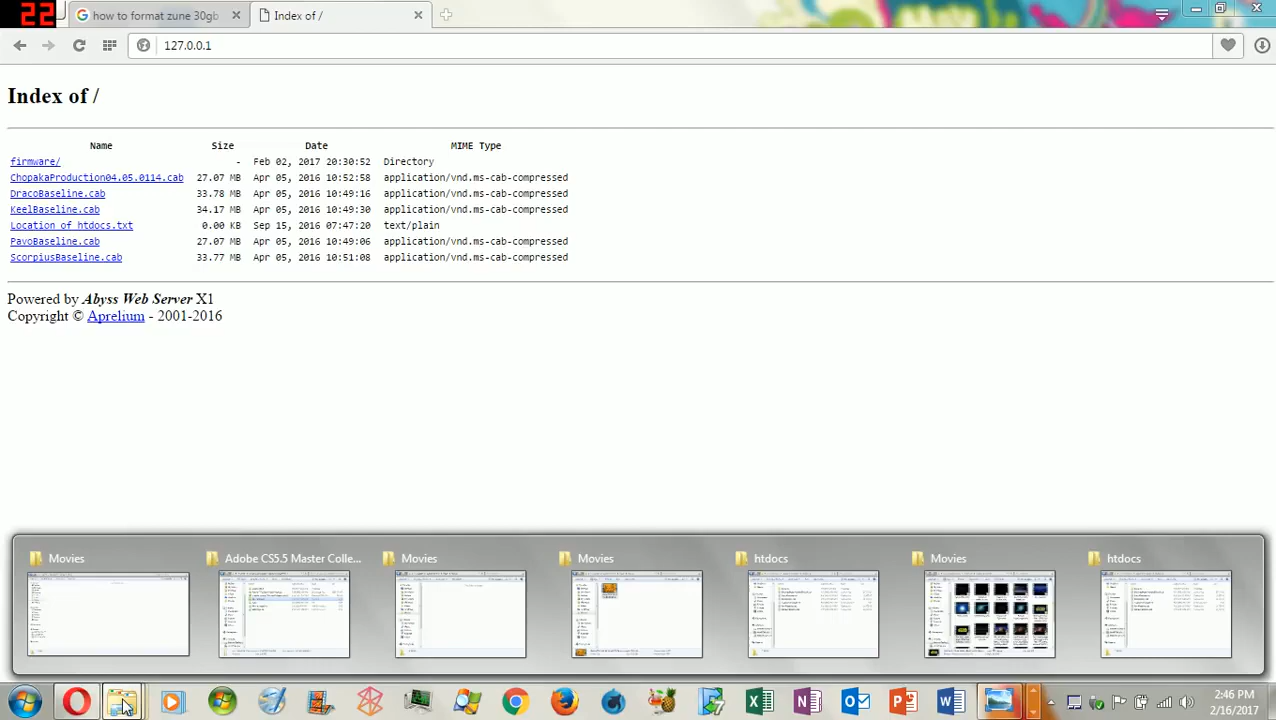 22
how to format zune 30gb
Index of /
127.0.0.1
Index of /
Name Size Date MIME Type
firmware/ - Feb 02, 2017 20:30:52 Directory
ChopakaProduction04.05.0114.cab 27.07 MB Apr 05, 2016 10:52:58 application/vnd.ms-cab-compressed
DracoBaseline.cab 33.78 MB Apr 05, 2016 10:49:16 application/vnd.ms-cab-compressed
KeelBaseline.cab 34.17 MB Apr 05, 2016 10:49:30 application/vnd.ms-cab-compressed
Location of htdocs.txt 0.00 KB Sep 15, 2016 07:47:20 text/plain
PavoBaseline.cab 27.07 MB Apr 05, 2016 10:49:06 application/vnd.ms-cab-compressed
ScorpiusBaseline.cab 33.77 MB Apr 05, 2016 10:51:08 application/vnd.ms-cab-compressed
Powered by Abyss Web Server X1
Copyright © Aprelium - 2001-2016
Movies Adobe CS5.5 Master Colle... Movies Movies htdocs Movies htdocs
2:46 PM
2/16/2017